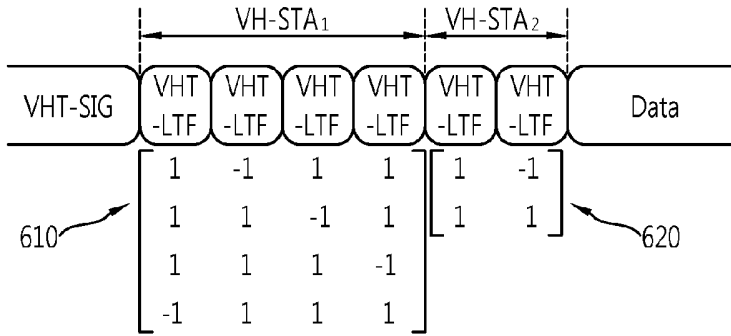 VH-STA1 VH-STA2
VHT-SIG VHT-LTF VHT-LTF VHT-LTF VHT-LTF VHT-LTF VHT-LTF Data
1 -1 1 1 1 -1
1 1 -1 1 1 1
610 620
1 1 1 -1
-1 1 1 1